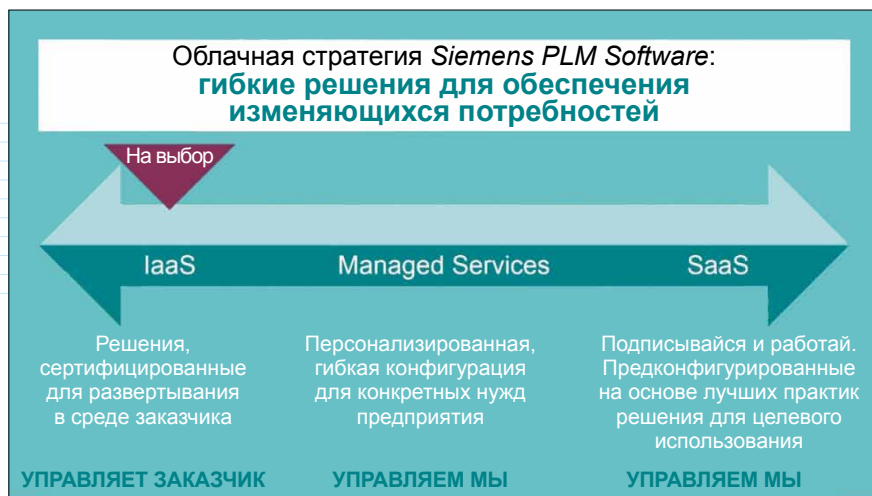 Облачная стратегия Siemens PLM Software:
гибкие решения для обеспечения
изменяющихся потребностей
На выбор
IaaS
Managed Services
SaaS
Решения,
сертифицированные
для развертывания
в среде заказчика
УПРАВЛЯЕТ ЗАКАЗЧИК
Персонализированная,
гибкая конфигурация
для конкретных нужд
предприятия
УПРАВЛЯЕМ МЫ
Подписывайся и работай.
Предконфигурированные
на основе лучших практик
решения для целевого
использования
УПРАВЛЯЕМ МЫ